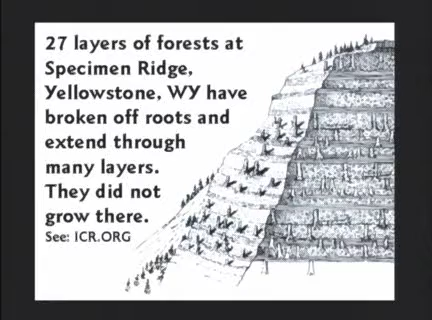 27 layers of forests at
Specimen Ridge,
Yellowstone, WY have
broken off roots and
extend through
many layers.
They did not
grow there.
See: ICR.ORG